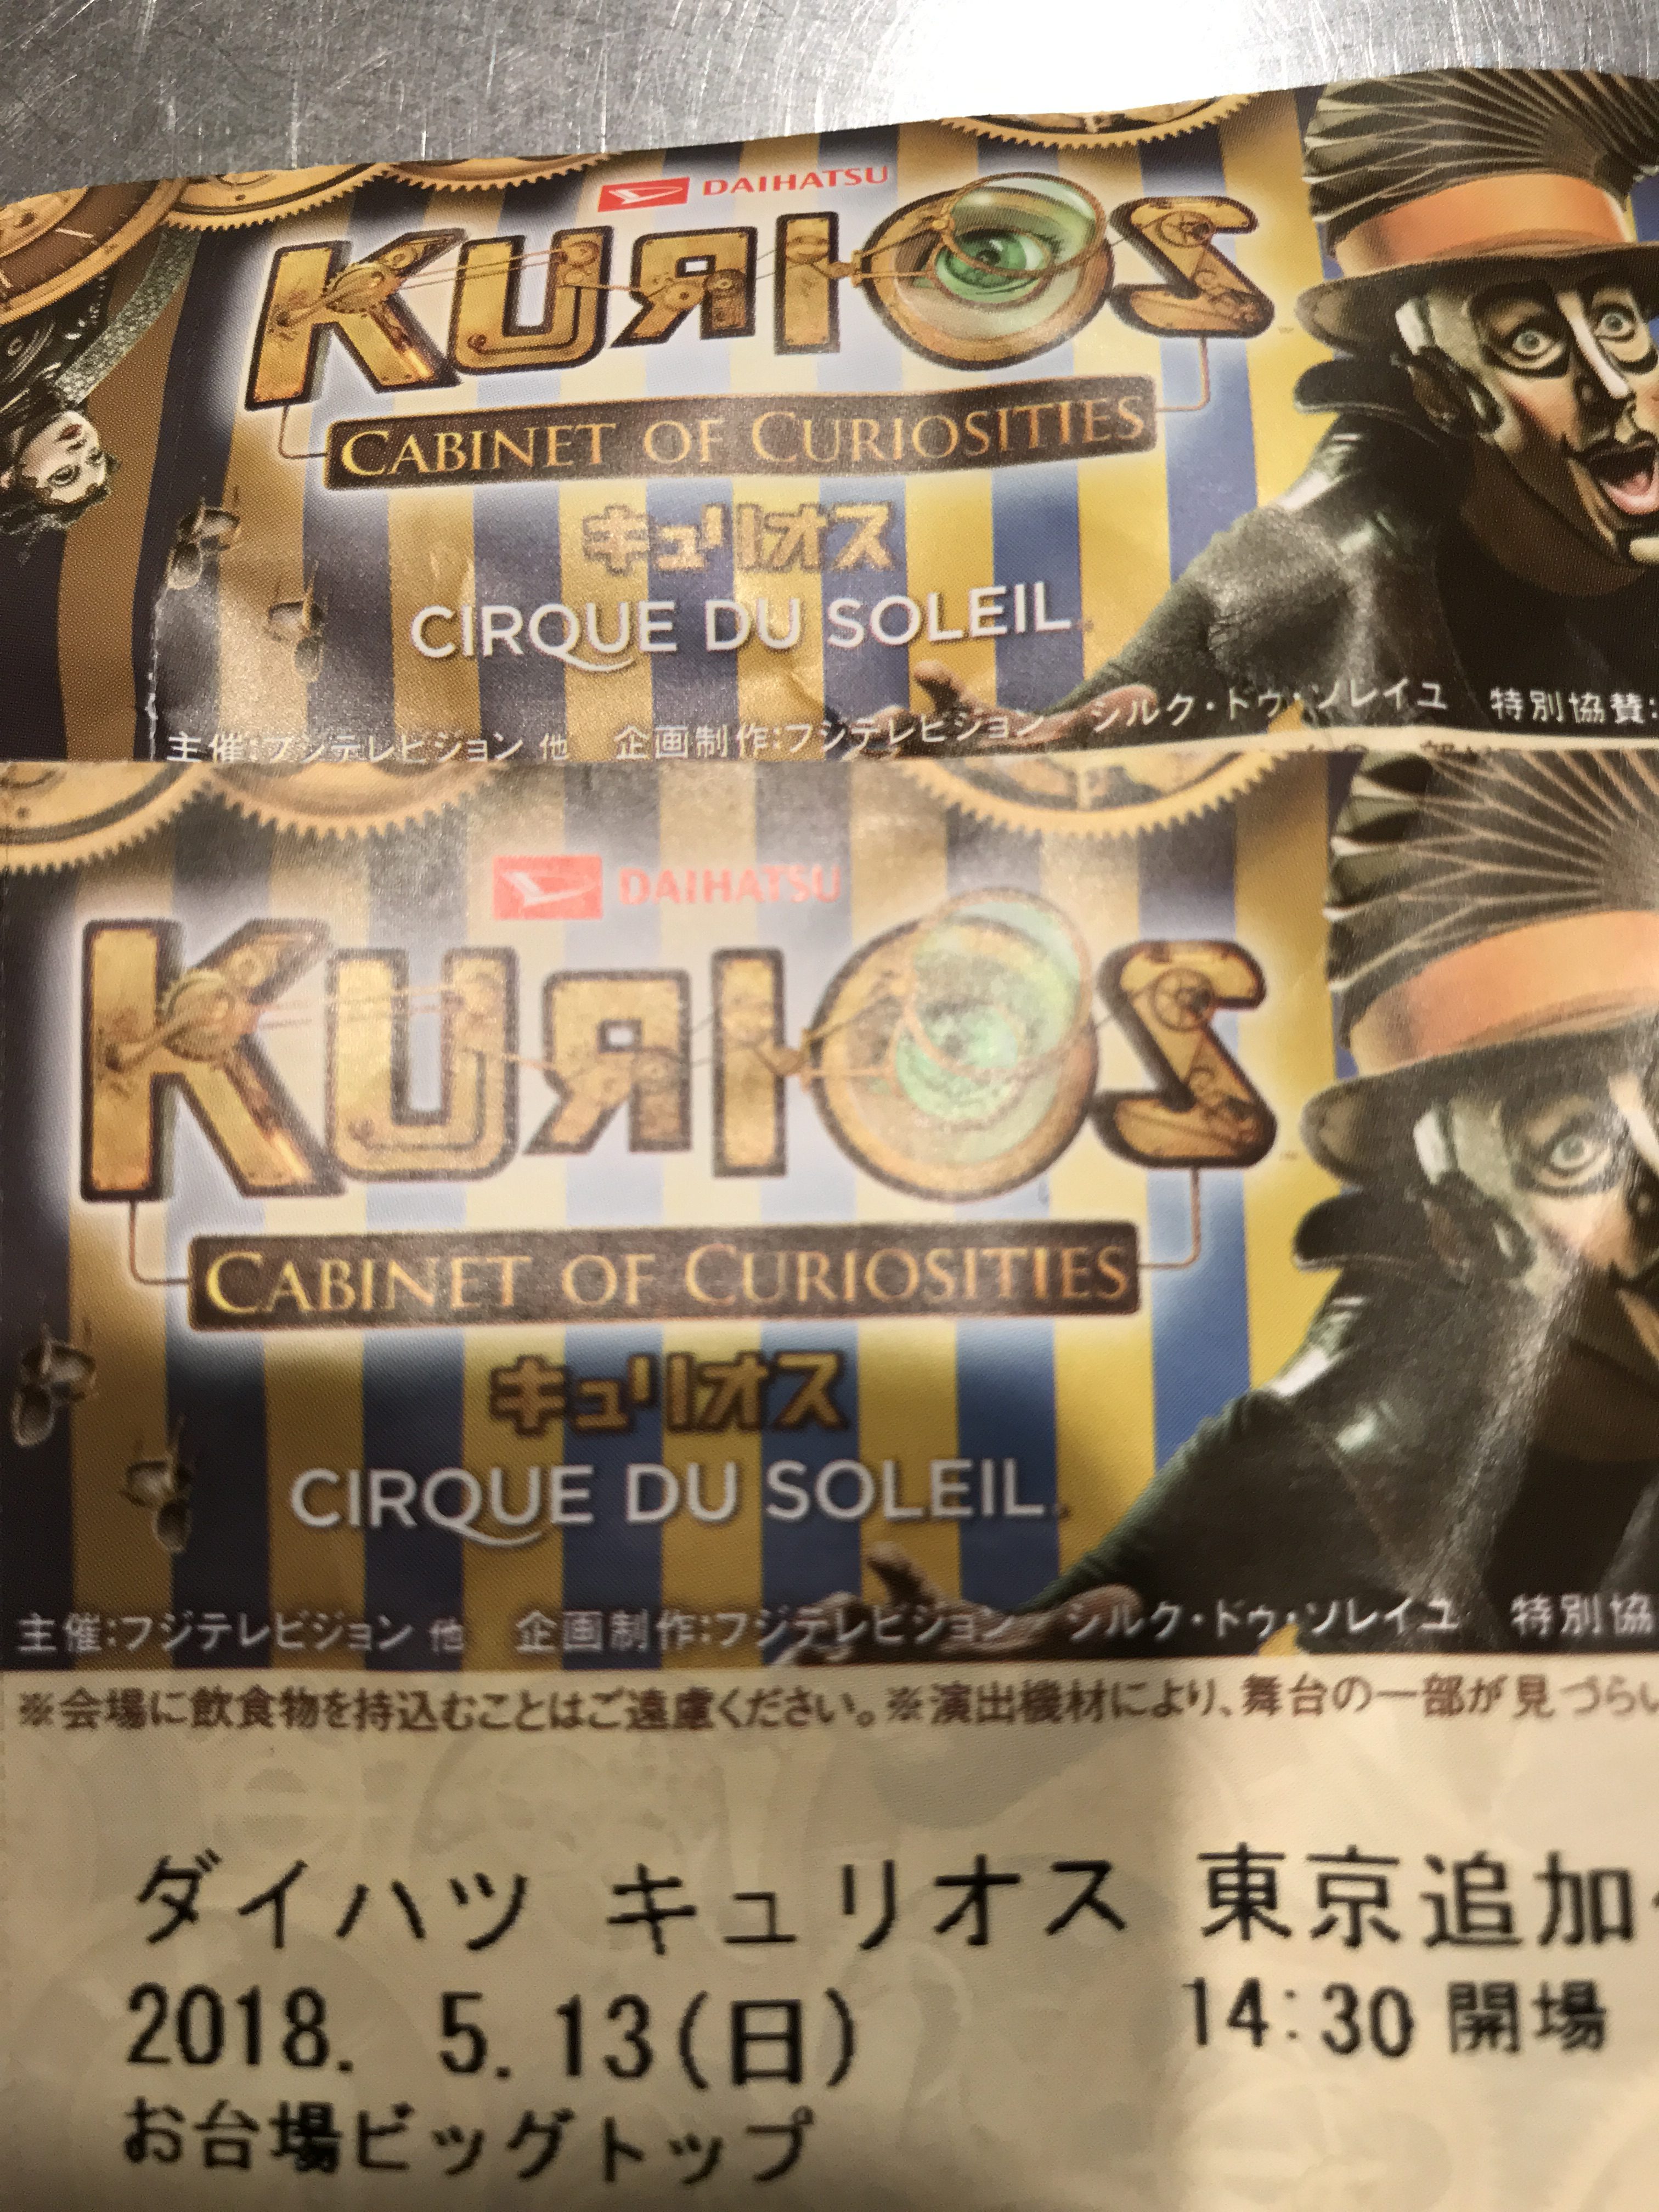 DAIHATSU
KURIOS
CABINET OF CURIOSITIES
キュリオス
CIRQUE DU SOLEIL
主催:フジテレビジョン 他 企画制作:フジテレビジョン シルク・ドゥ・ソレイユ 特別協賛:
DAIHATSU
KURIOS
CABINET OF CURIOSITIES
キュリオス
CIRQUE DU SOLEIL
主催:フジテレビジョン 他 企画制作:フジテレビジョン シルク・ドゥ・ソレイユ 特別協
※会場に飲食物を持込むことはご遠慮ください。※演出機材により、舞台の一部が見づらい
ダイハツ キュリオス 東京追加
2018. 5.13(日) 14:30 開場
お台場ビッグトップ